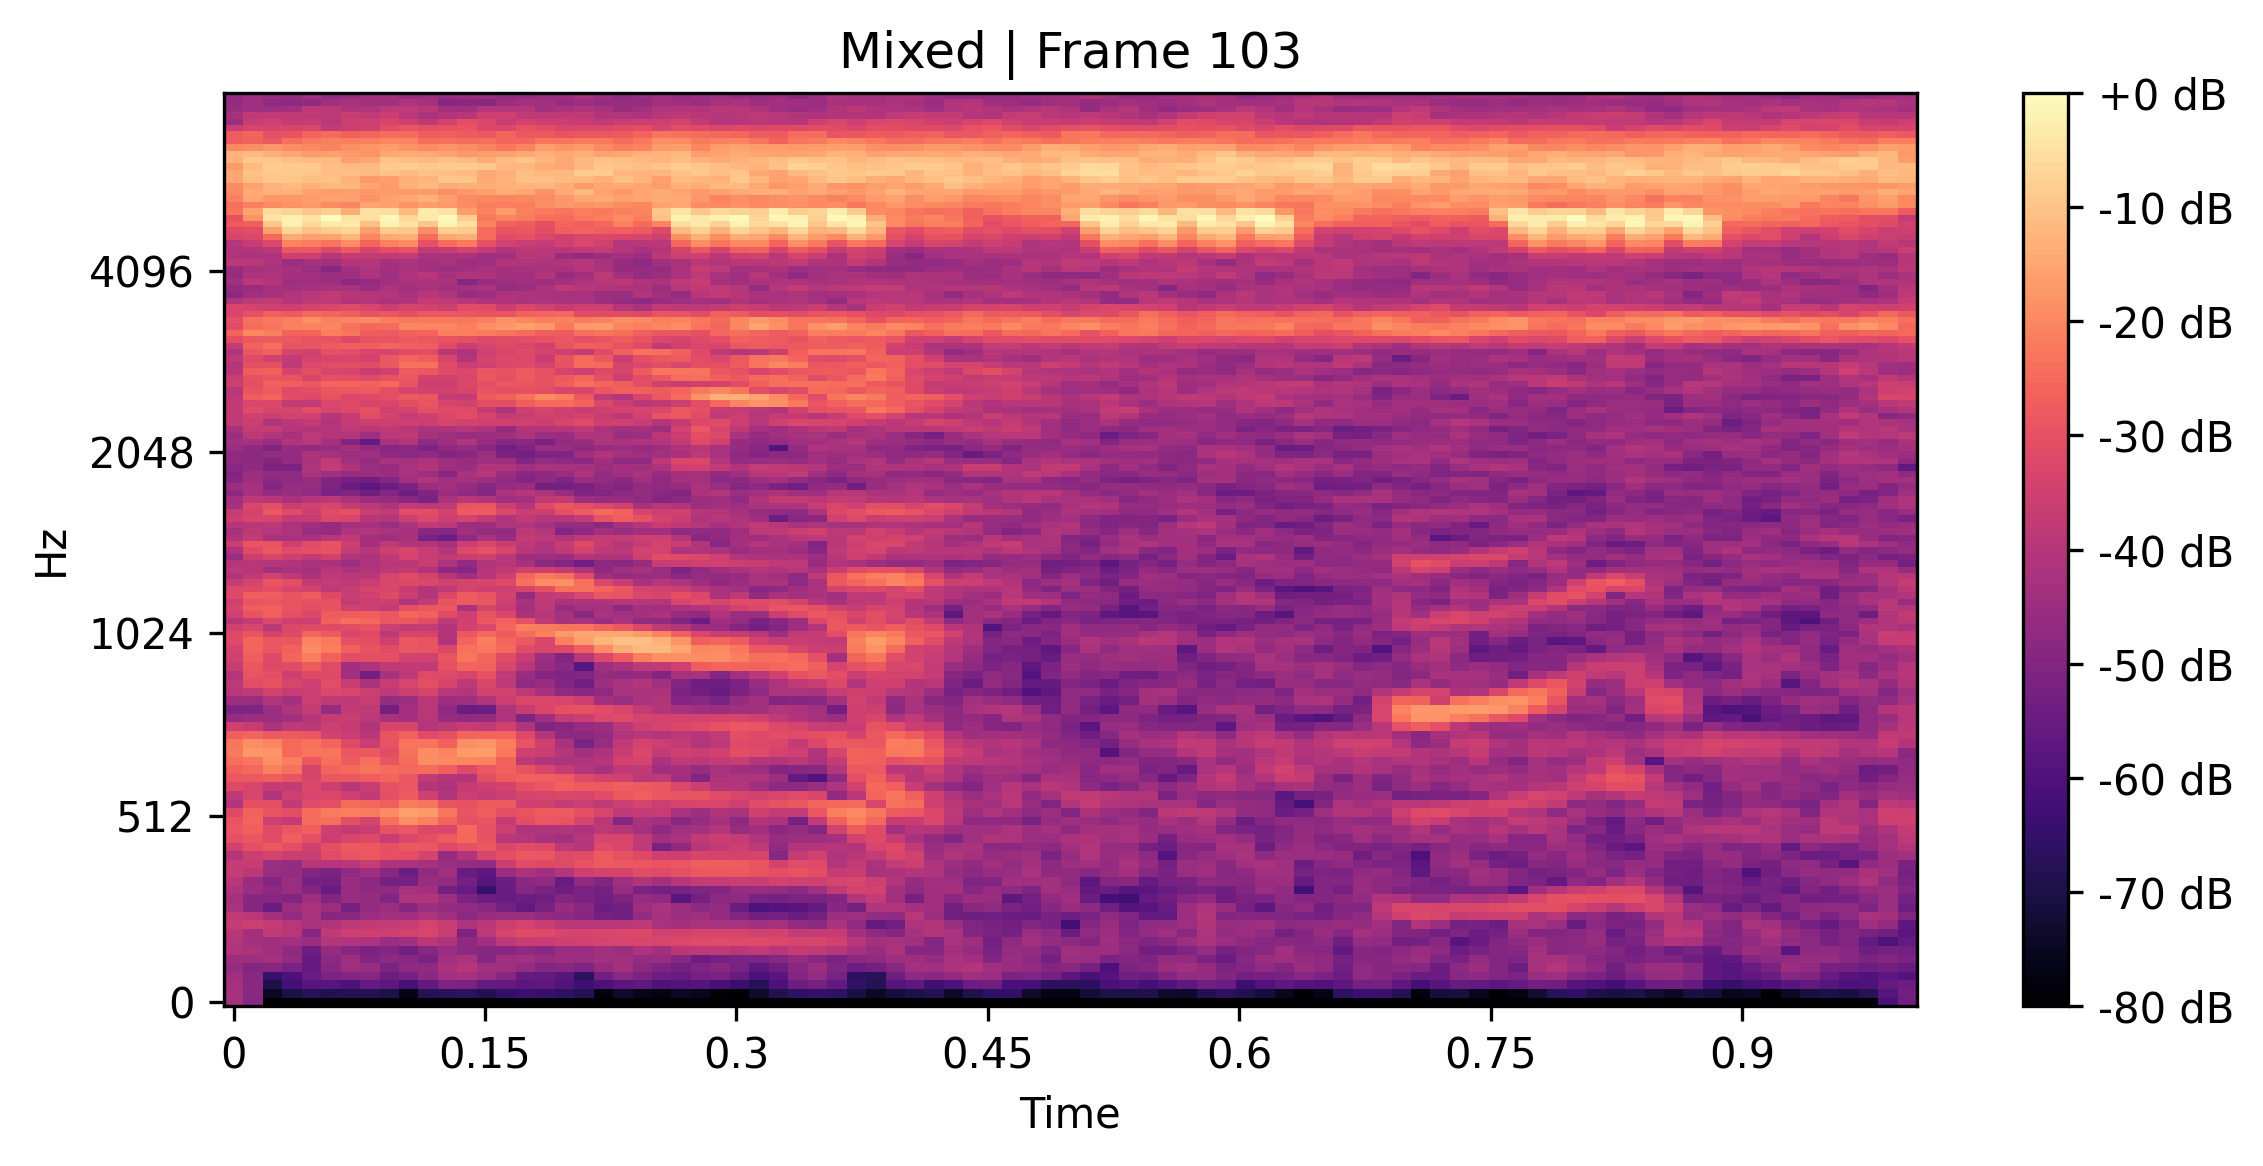 Mixed | Frame 103
+0 dB
-10 dB
-20 dB
-30 dB
-40 dB
-50 dB
-60 dB
-70 dB
-80 dB
Hz
4096
2048
1024
512
0
0 0.15 0.3 0.45 0.6 0.75 0.9
Time